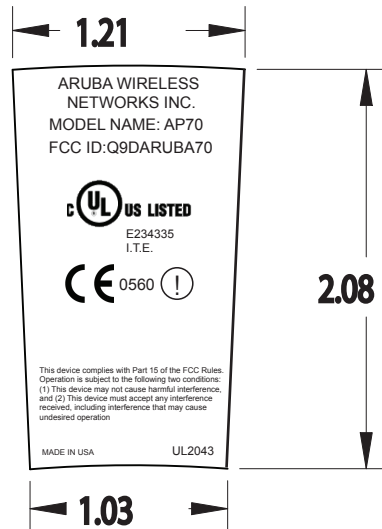 1.21
ARUBA WIRELESS
NETWORKS INC.
MODEL NAME: AP70
FCC ID:Q9DARUBA70
C UL US LISTED
E234335
I.T.E.
CE 0560 !
2.08
This device complies with Part 15 of the FCC Rules.
Operation is subject to the following two conditions:
(1) This device may not cause harmful interference,
and (2) This device must accept any interference
received, including interference that may cause
undesired operation
MADE IN USA UL2043
1.03